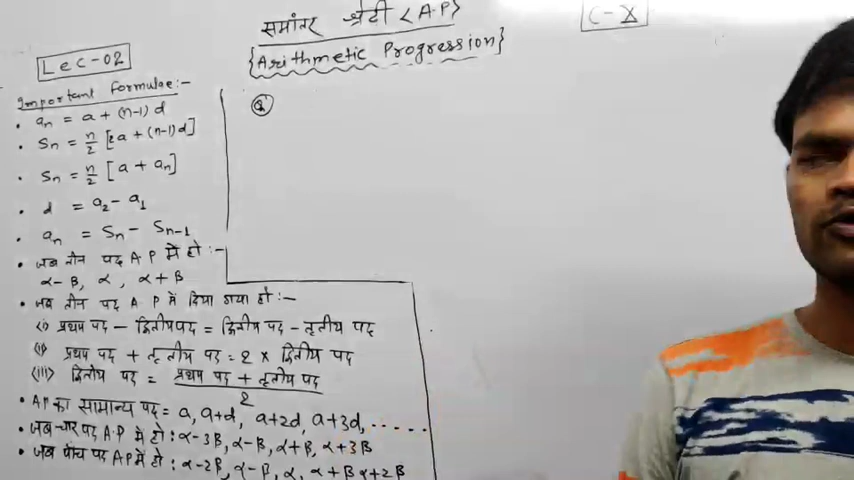 समांतर श्रेढी <A.P>
C-X
{Arithmetic Progression}
Lec-02
Important Formulae:-
• aₙ = a + (n-1) d
• Sₙ = n/2 [2a + (n-1)d]
• Sₙ = n/2 [a + aₙ]
• d = a₂ - a₁
• aₙ = Sₙ - Sₙ₋₁
• जब तीन पद A.P में हो :-
α-β, α, α+β
• जब तीन पद A P में दिया गया हो :-
(i) प्रथम पद - द्वितीय पद = द्वितीय पद - तृतीय पद
(ii) प्रथम पद + तृतीय पद = 2 × द्वितीय पद
(iii) द्वितीय पद = प्रथम पद + तृतीय पद / 2
• AP का सामान्य पद = a, a+d, a+2d, a+3d, ......
• जब चार पद A.P में हो : α-3β, α-β, α+β, α+3β
• जब पांच पद AP में हो : α-2β, α-β, α, α+β α+2β
Q